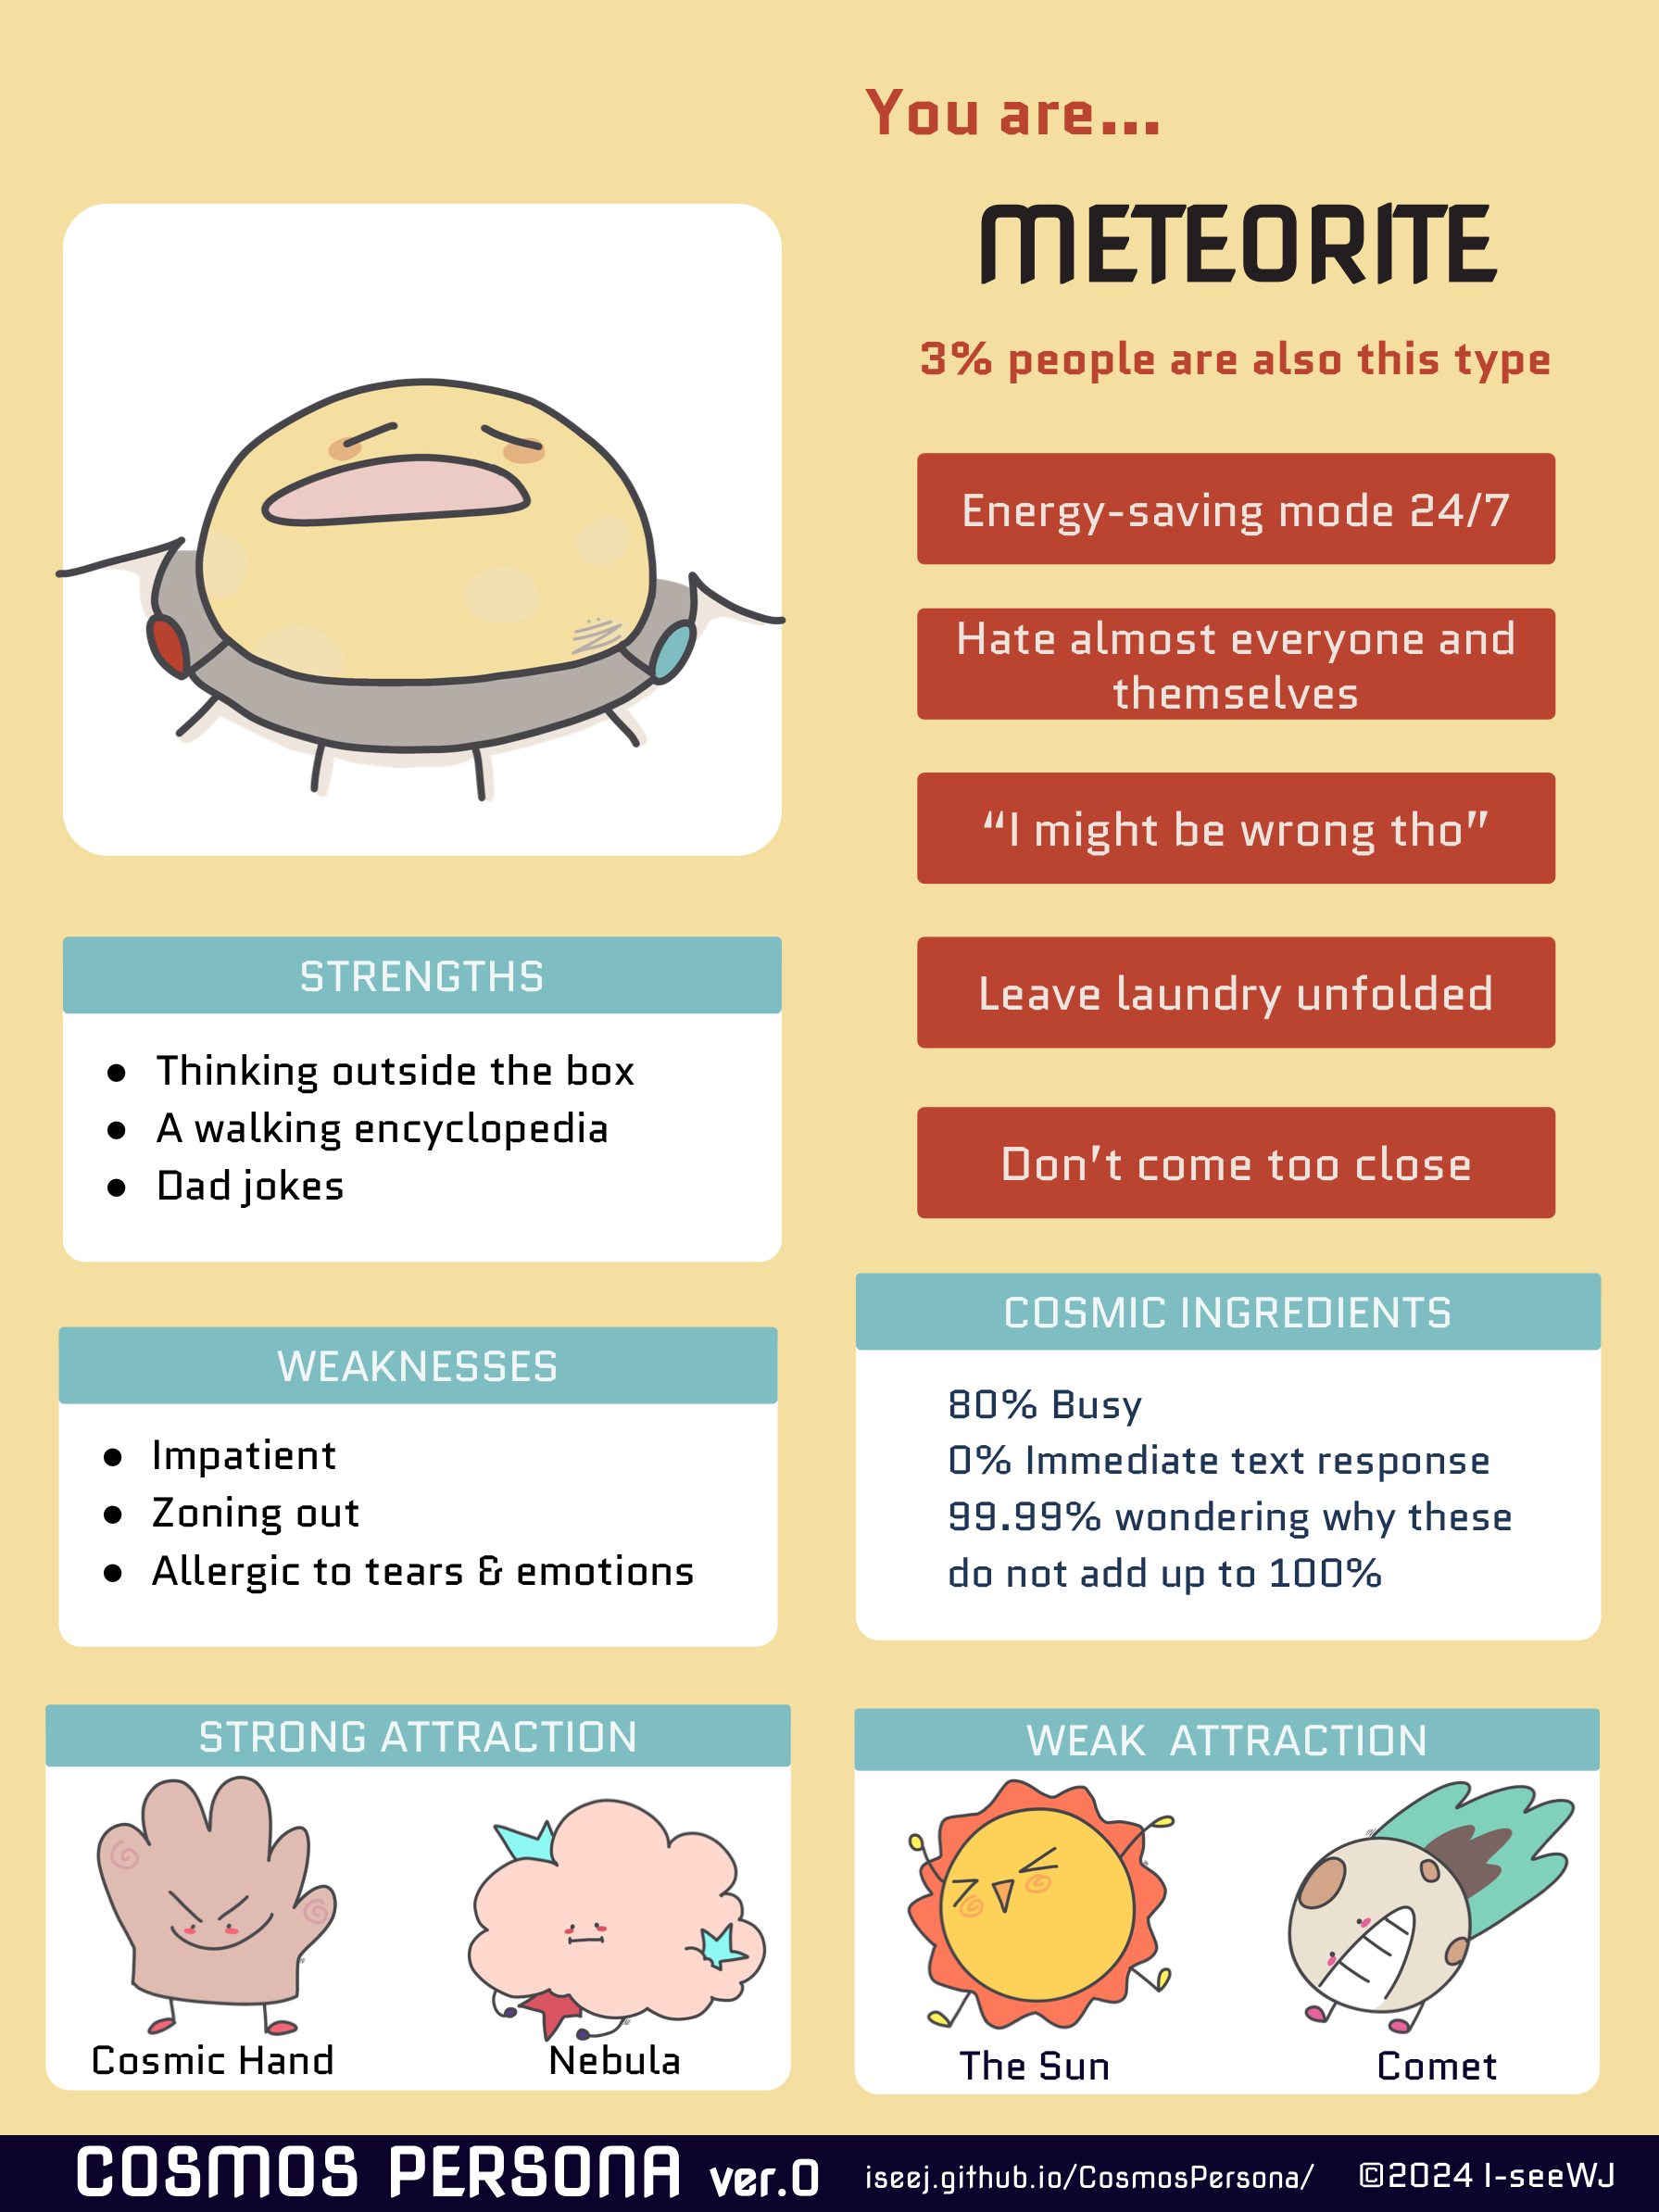 You are...
METEORITE
3% people are also this type
Energy-saving mode 24/7
Hate almost everyone and
themselves
“I might be wrong tho”
Leave laundry unfolded
Don’t come too close
STRENGTHS
● Thinking outside the box
● A walking encyclopedia
● Dad jokes
WEAKNESSES
● Impatient
● Zoning out
● Allergic to tears & emotions
COSMIC INGREDIENTS
80% Busy
0% Immediate text response
99.99% wondering why these
do not add up to 100%
STRONG ATTRACTION
Cosmic Hand
Nebula
WEAK ATTRACTION
The Sun
Comet
COSMOS PERSONA ver.0
iseej.github.io/CosmosPersona/
©2024 I-seeWJ